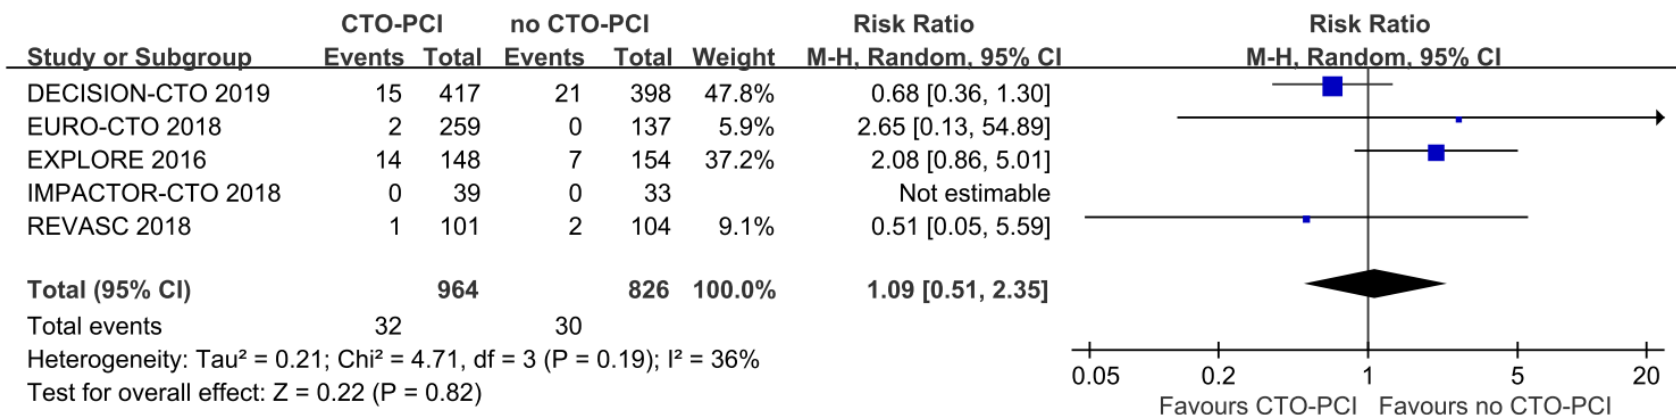 CTO-PCI no CTO-PCI Risk Ratio Risk Ratio
Study or Subgroup Events Total Events Total Weight M-H, Random, 95% CI M-H, Random, 95% CI
DECISION-CTO 2019 15 417 21 398 47.8% 0.68 [0.36, 1.30]
EURO-CTO 2018 2 259 0 137 5.9% 2.65 [0.13, 54.89]
EXPLORE 2016 14 148 7 154 37.2% 2.08 [0.86, 5.01]
IMPACTOR-CTO 2018 0 39 0 33 Not estimable
REVASC 2018 1 101 2 104 9.1% 0.51 [0.05, 5.59]
Total (95% CI) 964 826 100.0% 1.09 [0.51, 2.35]
Total events 32 30
Heterogeneity: Tau² = 0.21; Chi² = 4.71, df = 3 (P = 0.19); I² = 36%
Test for overall effect: Z = 0.22 (P = 0.82)
0.05 0.2 1 5 20
Favours CTO-PCI Favours no CTO-PCI